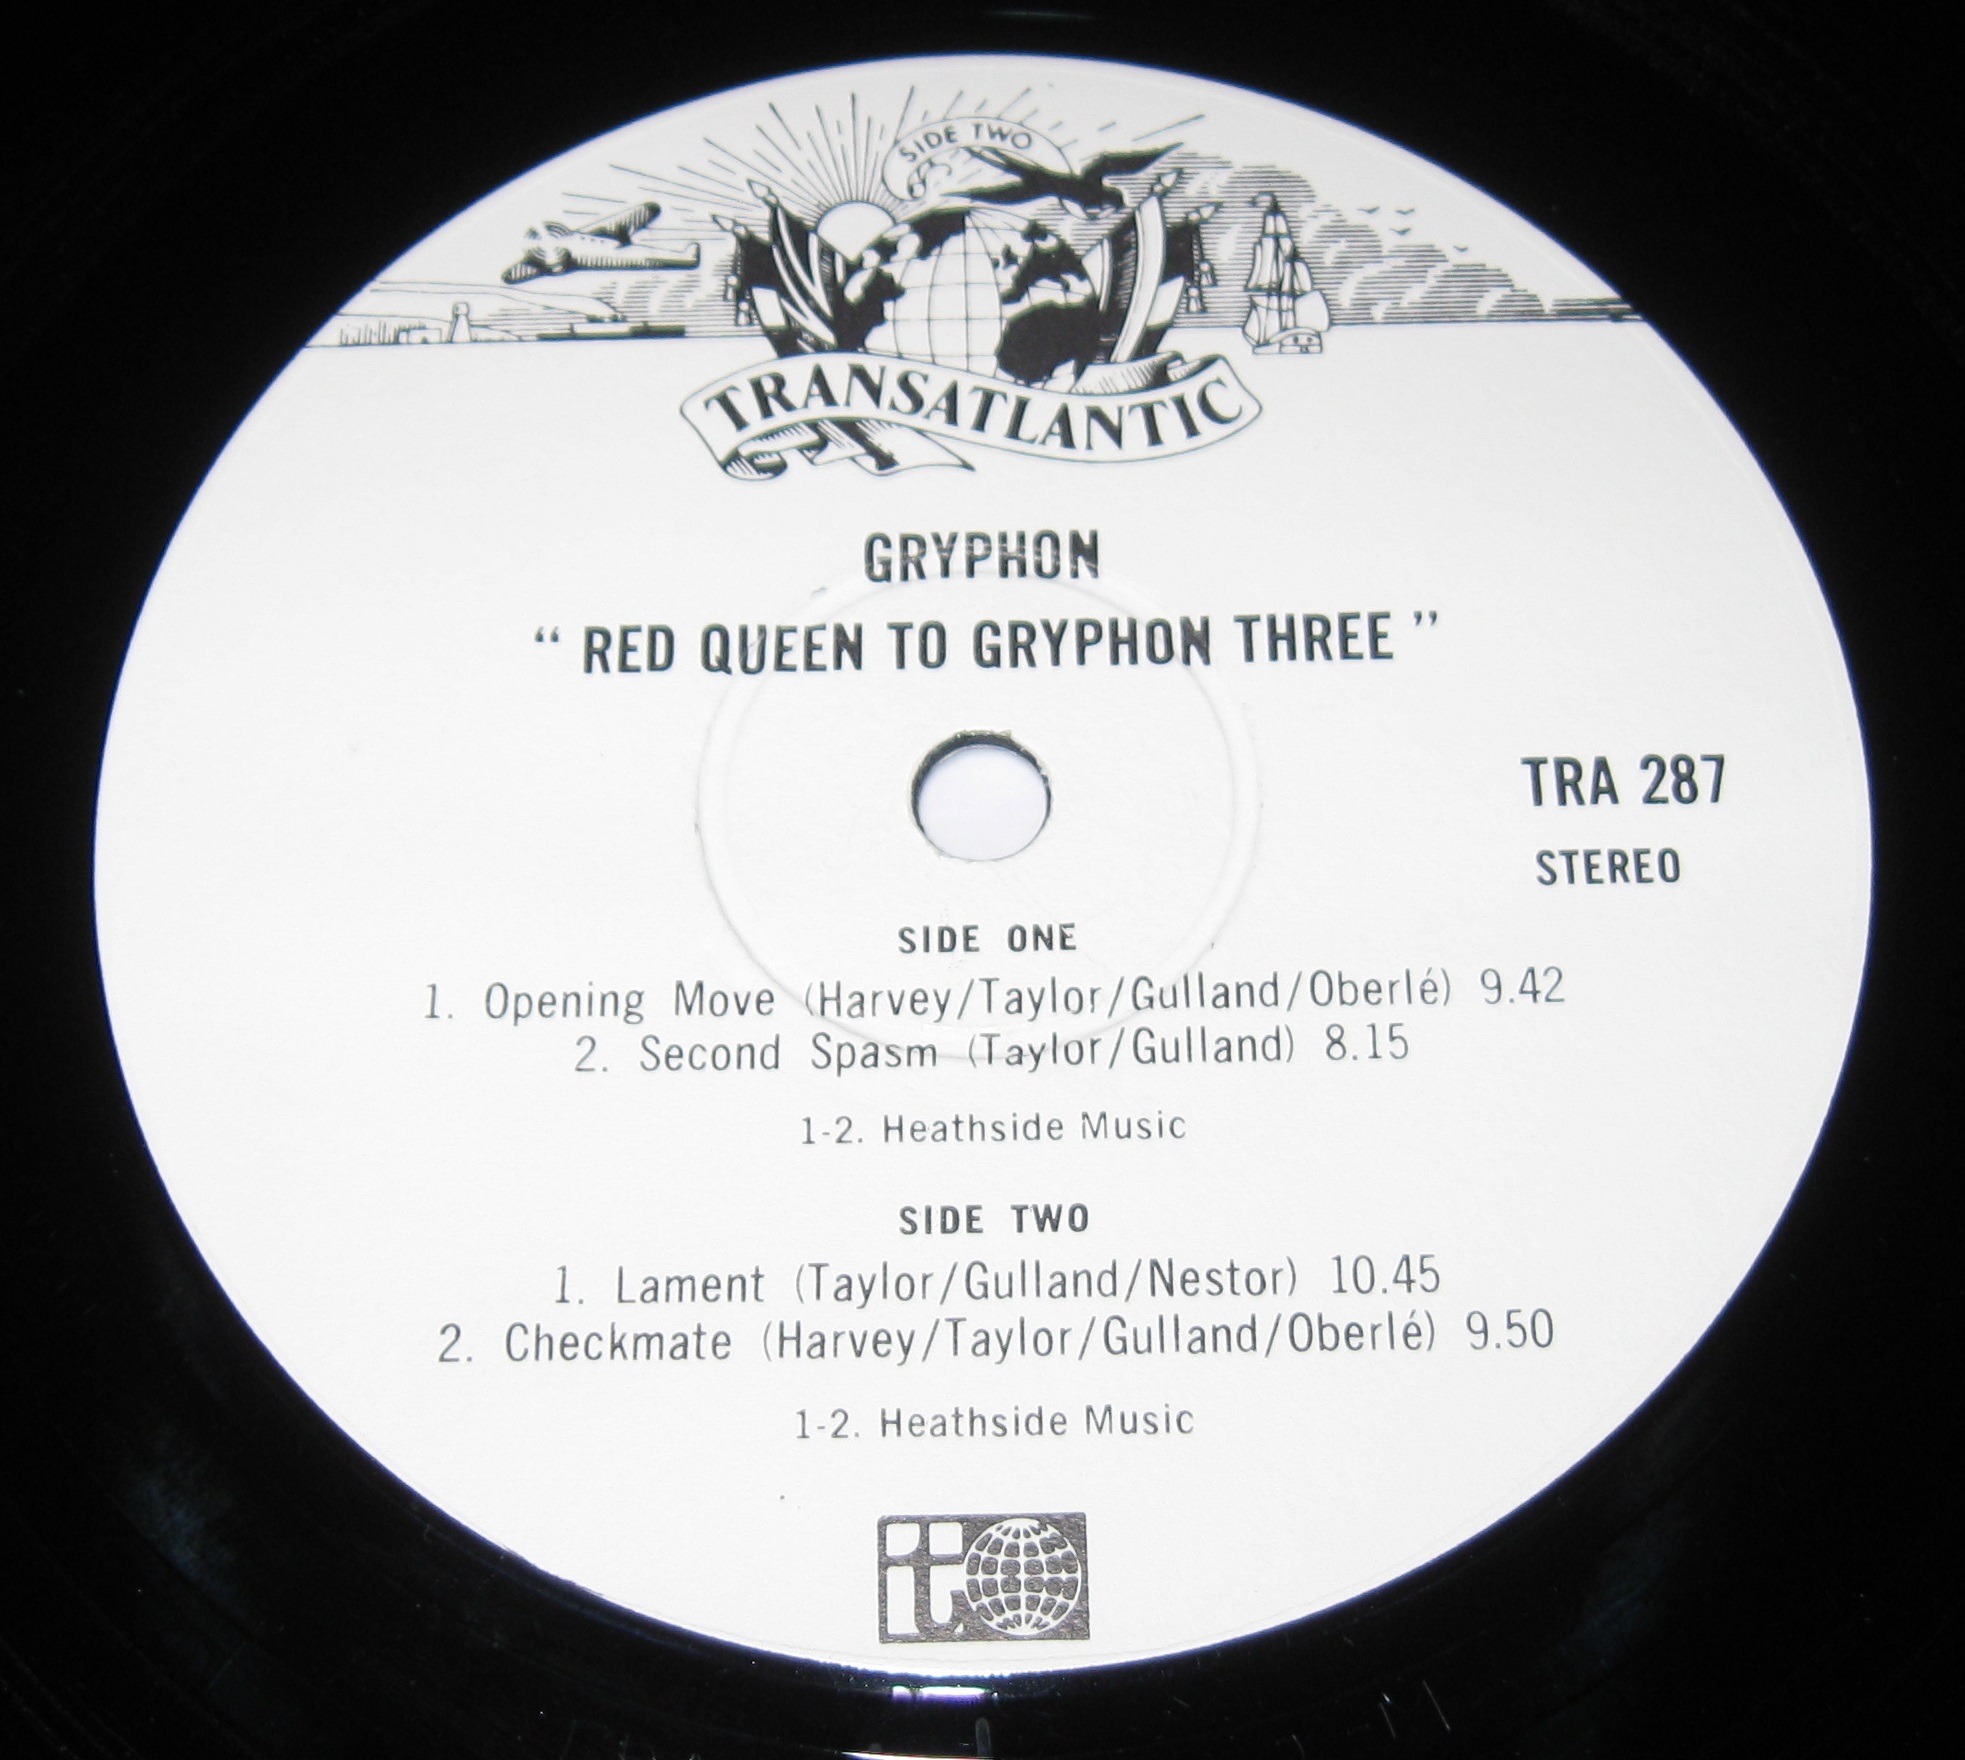 SIDE TWO
TRANSATLANTIC
GRYPHON
“ RED QUEEN TO GRYPHON THREE ”
TRA 287
STEREO
SIDE ONE
1. Opening Move (Harvey/Taylor/Gulland/Oberlé) 9.42
2. Second Spasm (Taylor/Gulland) 8.15
1-2. Heathside Music
SIDE TWO
1. Lament (Taylor/Gulland/Nestor) 10.45
2. Checkmate (Harvey/Taylor/Gulland/Oberlé) 9.50
1-2. Heathside Music
it